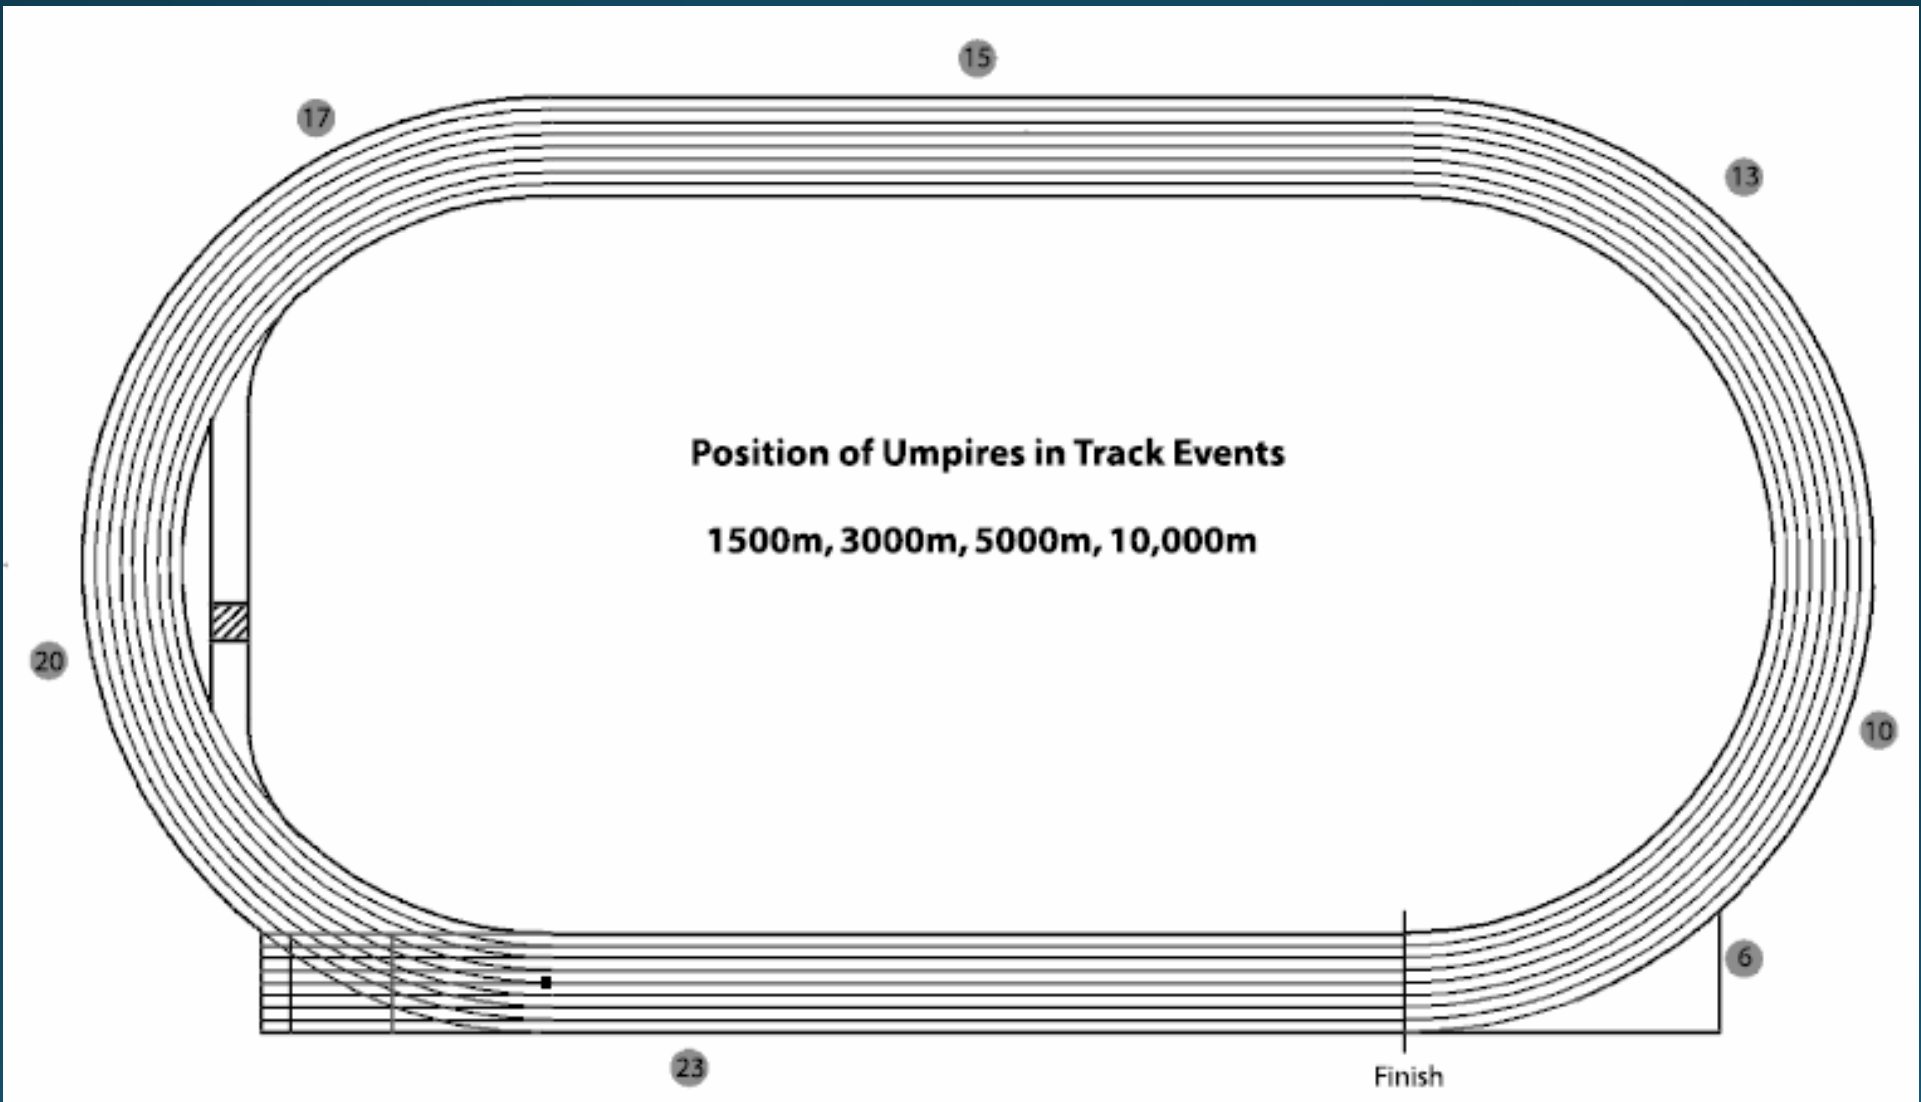 15
17
13
Position of Umpires in Track Events
1500m, 3000m, 5000m, 10,000m
20
10
6
23
Finish